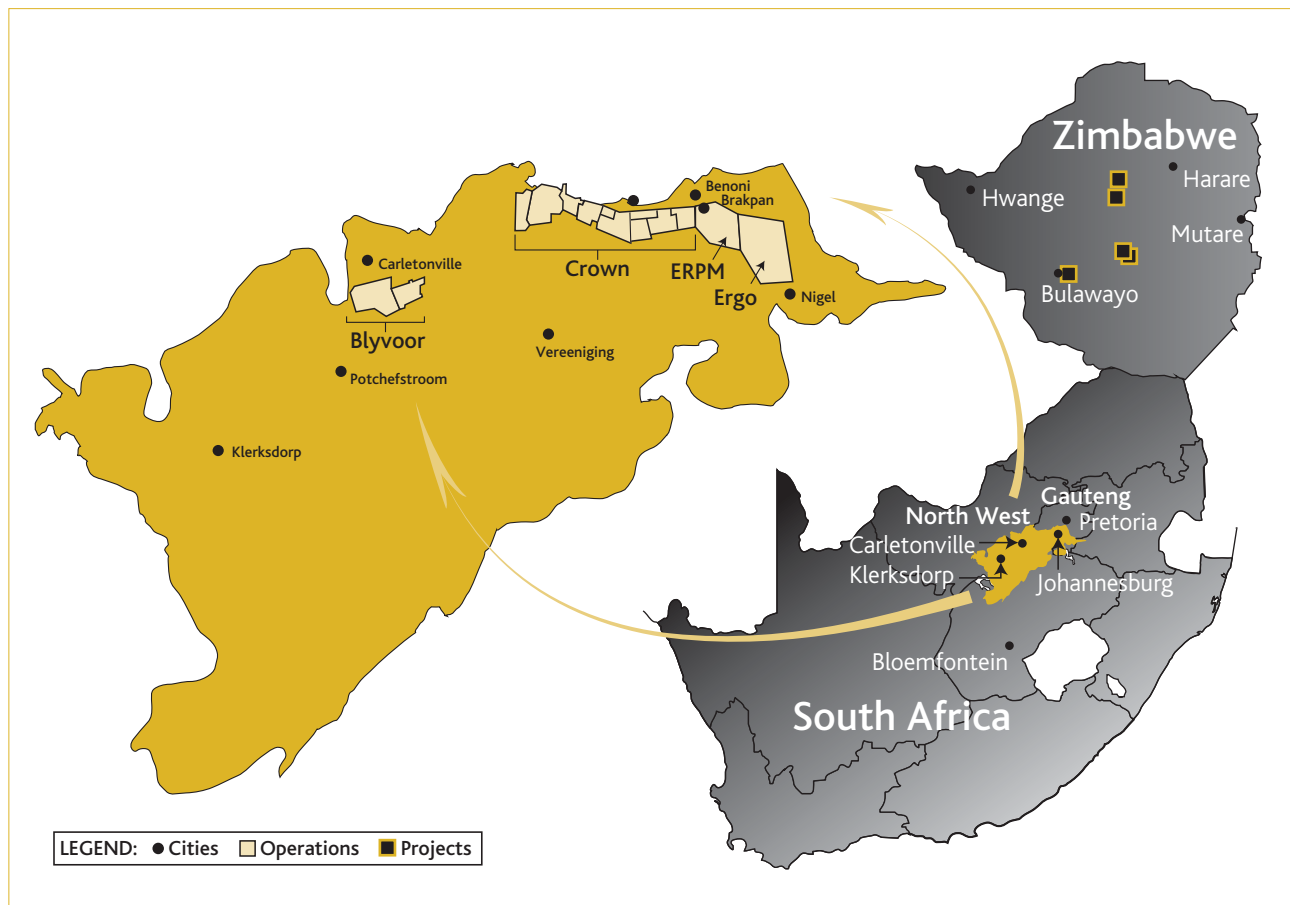 Zimbabwe
Harare
Hwange
Mutare
Bulawayo
Benoni
Brakpan
Carletonville
Crown
ERPM
Ergo
Nigel
Blyvoor
Vereeniging
Potchefstroom
Klerksdorp
Gauteng
North West
Pretoria
Carletonville
Klerksdorp
Johannesburg
Bloemfontein
South Africa
LEGEND: Cities Operations Projects